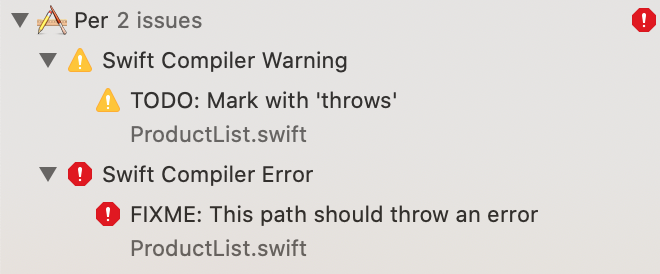 Per 2 issues
Swift Compiler Warning
TODO: Mark with 'throws'
ProductList.swift
Swift Compiler Error
FIXME: This path should throw an error
ProductList.swift